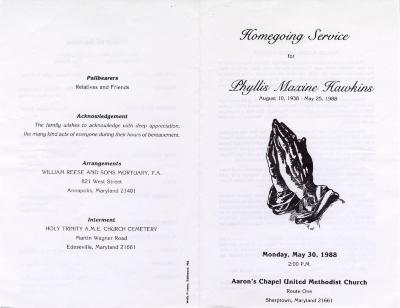 Pallbearers
Relatives and Friends
Acknowledgement
The family wishes to acknowledge with deep appreciation,
the many kind acts of everyone during their hours of bereavement.
Arrangements
WILLIAM REESE AND SONS MORTUARY, P.A.
821 West Street
Annapolis, Maryland 21401
Interment
HOLY TRINITY A.M.E. CHURCH CEMETERY
Martin Wagner Road
Edesville, Maryland 21661
Homegoing Service
for
Phyllis Maxine Hawkins
August 10, 1938 - May 25, 1988
Monday, May 30, 1988
2:00 P.M.
Aaron's Chapel United Methodist Church
Route One
Sharptown, Maryland 21661